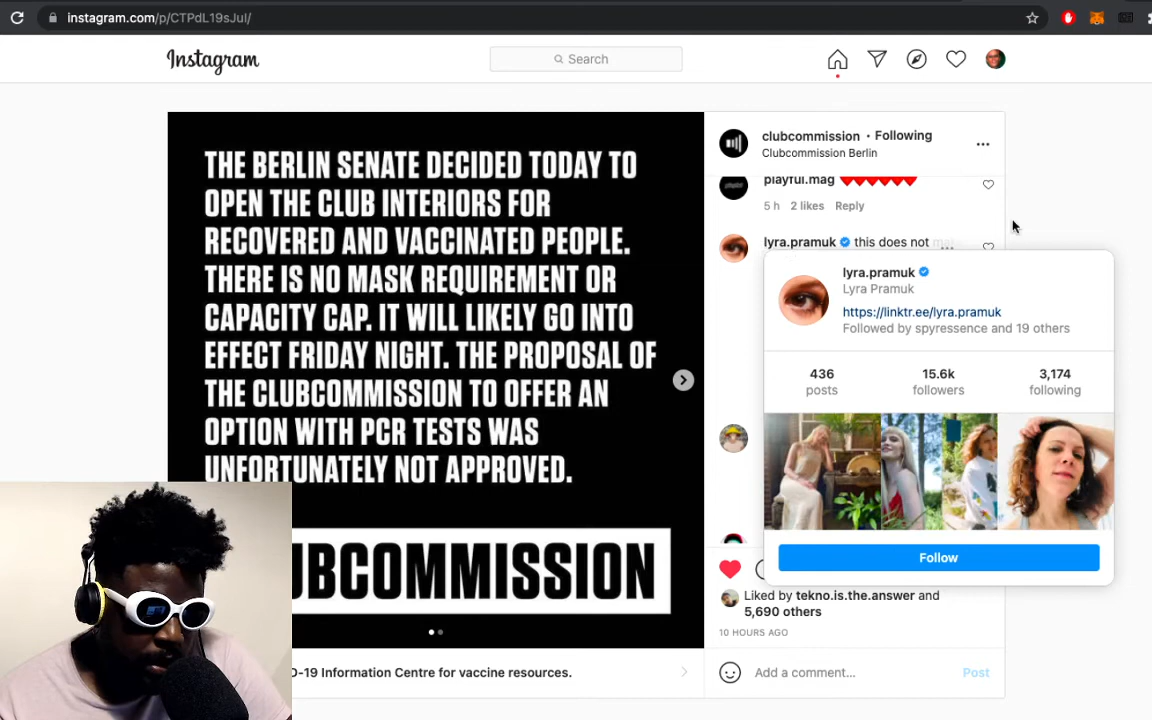 instagram.com/p/CTPdL19sJul/
Instagram
Search
THE BERLIN SENATE DECIDED TODAY TO
OPEN THE CLUB INTERIORS FOR
RECOVERED AND VACCINATED PEOPLE.
THERE IS NO MASK REQUIREMENT OR
CAPACITY CAP. IT WILL LIKELY GO INTO
EFFECT FRIDAY NIGHT. THE PROPOSAL OF
THE CLUBCOMMISSION TO OFFER AN
OPTION WITH PCR TESTS WAS
UNFORTUNATELY NOT APPROVED.
UBCOMMISSION
D-19 Information Centre for vaccine resources.
clubcommission • Following
Clubcommission Berlin
playful.mag
5 h 2 likes Reply
lyra.pramuk this does not
lyra.pramuk
Lyra Pramuk
https://linktr.ee/lyra.pramuk
Followed by spyressence and 19 others
436 15.6k 3,174
posts followers following
Follow
Liked by tekno.is.the.answer and
5,690 others
10 HOURS AGO
Add a comment... Post